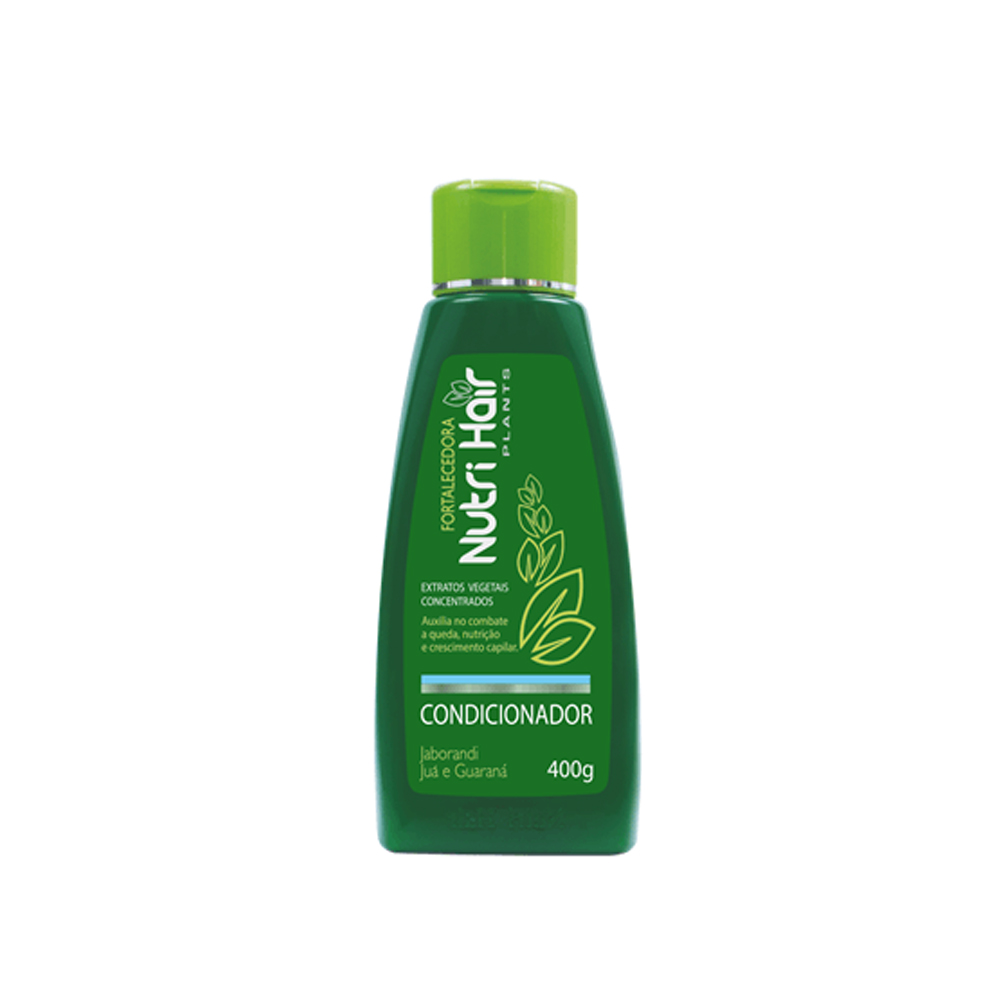 FORTALECEDORA
Nutri Hair
PLANTS
EXTRATOS VEGETAIS
CONCENTRADOS
Auxilia no combate
a queda, nutrição
e crescimento capilar.
CONDICIONADOR
Jaborandi
Juá e Guaraná
400g